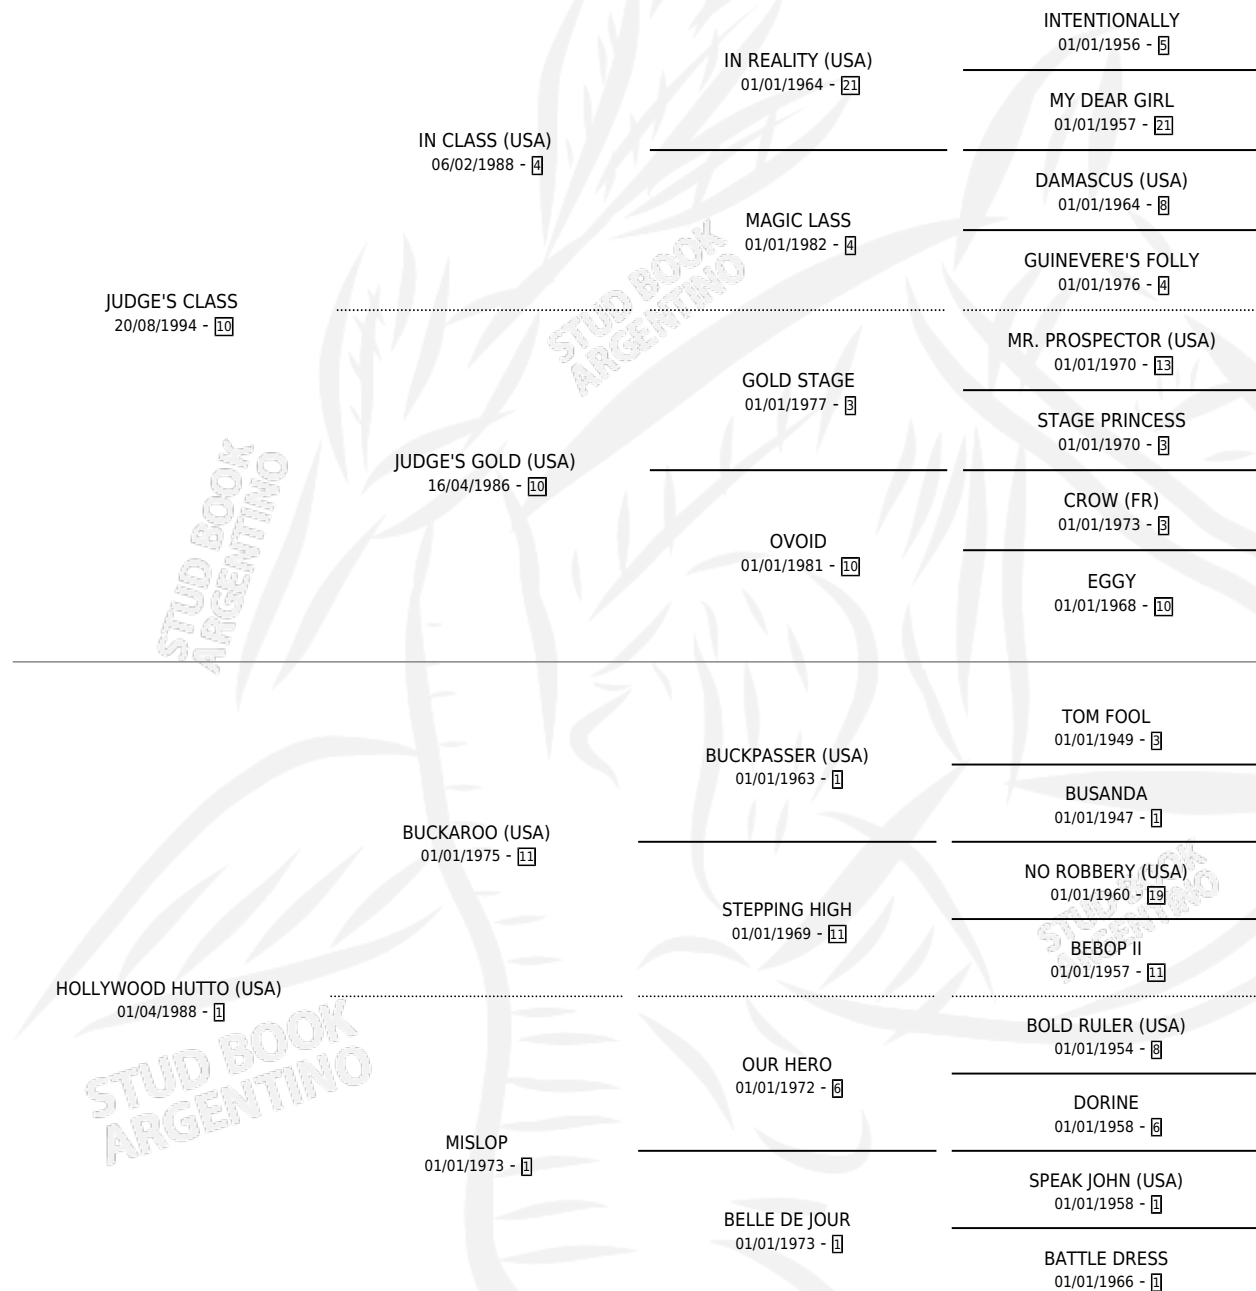 INTENTIONALLY
01/01/1956 - 5
IN REALITY (USA)
01/01/1964 - 21
MY DEAR GIRL
01/01/1957 - 21
IN CLASS (USA)
06/02/1988 - 4
DAMASCUS (USA)
01/01/1964 - 8
MAGIC LASS
01/01/1982 - 4
GUINEVERE'S FOLLY
01/01/1976 - 4
JUDGE'S CLASS
20/08/1994 - 10
MR. PROSPECTOR (USA)
01/01/1970 - 13
GOLD STAGE
01/01/1977 - 3
STAGE PRINCESS
01/01/1970 - 3
JUDGE'S GOLD (USA)
16/04/1986 - 10
CROW (FR)
01/01/1973 - 3
OVOID
01/01/1981 - 10
EGGY
01/01/1968 - 10
TOM FOOL
01/01/1949 - 3
BUCKPASSER (USA)
01/01/1963 - 1
BUSANDA
01/01/1947 - 1
BUCKAROO (USA)
01/01/1975 - 11
NO ROBBERY (USA)
01/01/1960 - 19
STEPPING HIGH
01/01/1969 - 11
BEBOP II
01/01/1957 - 11
HOLLYWOOD HUTTO (USA)
01/04/1988 - 1
BOLD RULER (USA)
01/01/1954 - 8
OUR HERO
01/01/1972 - 6
DORINE
01/01/1958 - 6
MISLOP
01/01/1973 - 1
SPEAK JOHN (USA)
01/01/1958 - 1
BELLE DE JOUR
01/01/1973 - 1
BATTLE DRESS
01/01/1966 - 1
STUD BOOK
ARGENTINO
STUD BOOK
ARGENTINO
STUD BOOK
ARGENTINO
STUD BOOK
ARGENTINO